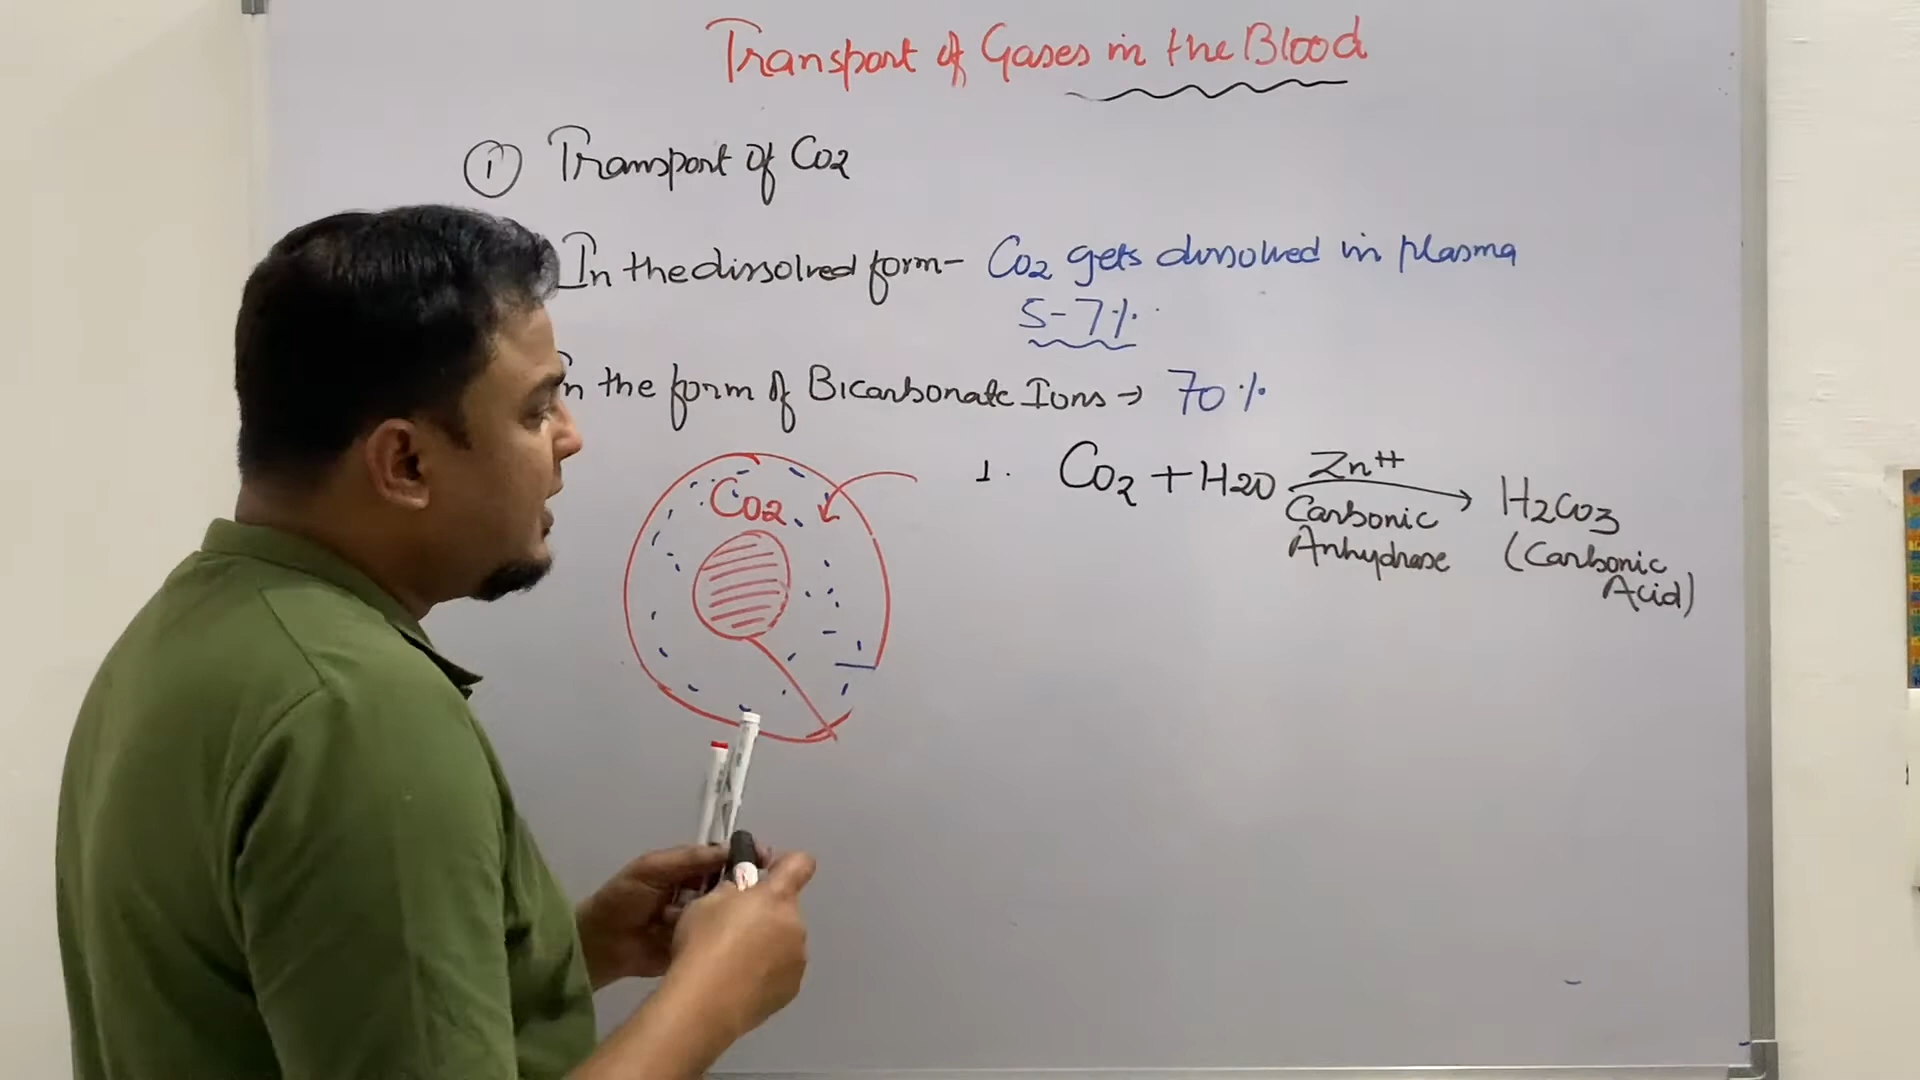 Transport of Gases in the Blood
① Transport of Co2
In the dissolved form- Co2 gets dissolved in plasma
5-7%
In the form of Bicarbonate Ions → 70%
Co2
1. Co2 + H2O Zn++ → H2Co3
Carbonic Anhydrase
(Carbonic Acid)